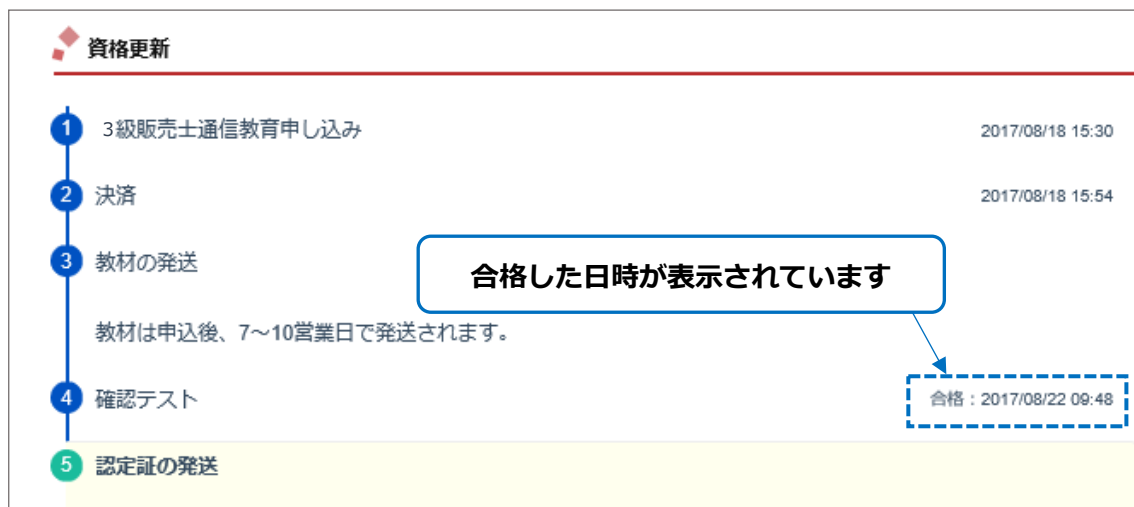 資格更新
1 3級販売士通信教育申し込み 2017/08/18 15:30
2 決済 2017/08/18 15:54
3 教材の発送
合格した日時が表示されています
教材は申込後、7～10営業日で発送されます。
4 確認テスト 合格：2017/08/22 09:48
5 認定証の発送